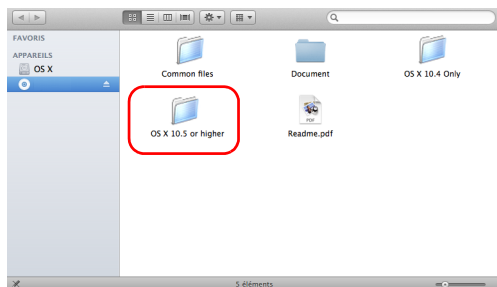 FAVORIS
APPAREILS
OS X
Common files
Document
OS X 10.4 Only
OS X 10.5 or higher
PDF
Readme.pdf
5 éléments